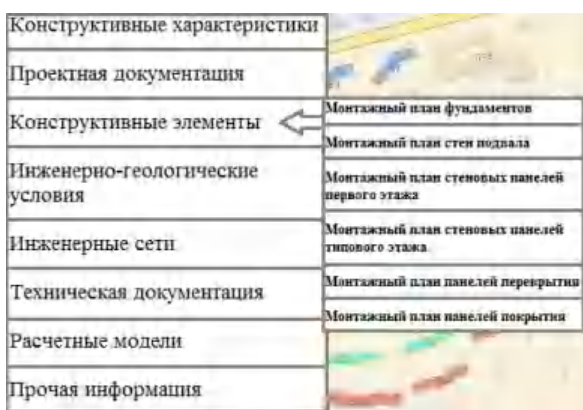 Конструктивные характеристики
Проектная документация
Конструктивные элементы
Инженерно-геологические
условия
Инженерные сети
Техническая документация
Расчетные модели
Прочая информация
Монтажный план фундаментов
Монтажный план стен подвала
Монтажный план стеновых панелей
первого этажа
Монтажный план стеновых панелей
типового этажа
Монтажный план панелей перекрытия
Монтажный план панелей покрытия